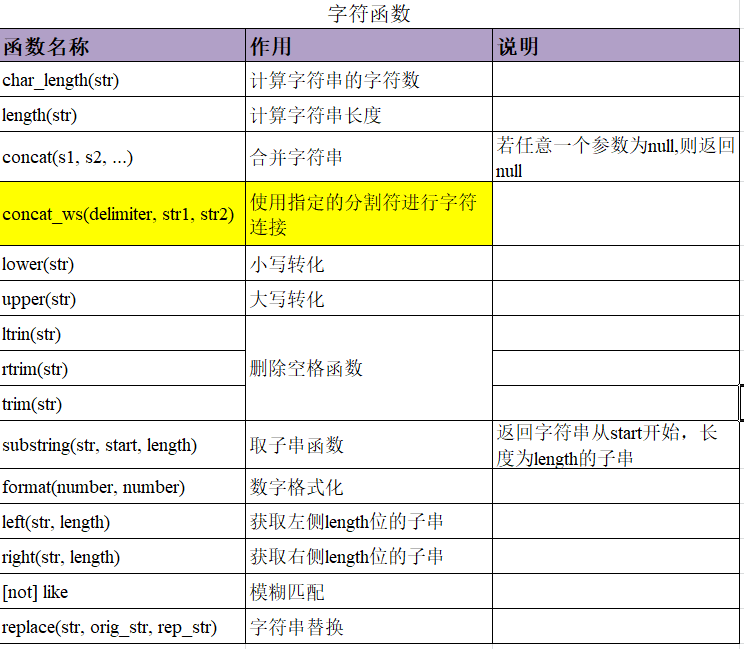 字符函数
函数名称 作用 说明
char_length(str) 计算字符串的字符数
length(str) 计算字符串长度
concat(s1, s2, ...) 合并字符串 若任意一个参数为null,则返回
null
concat_ws(delimiter, str1, str2) 使用指定的分割符进行字符
连接
lower(str) 小写转化
upper(str) 大写转化
ltrin(str)
rtrim(str) 删除空格函数
trim(str)
substring(str, start, length) 取子串函数 返回字符串从start开始，长
度为length的子串
format(number, number) 数字格式化
left(str, length) 获取左侧length位的子串
right(str, length) 获取右侧length位的子串
[not] like 模糊匹配
replace(str, orig_str, rep_str) 字符串替换